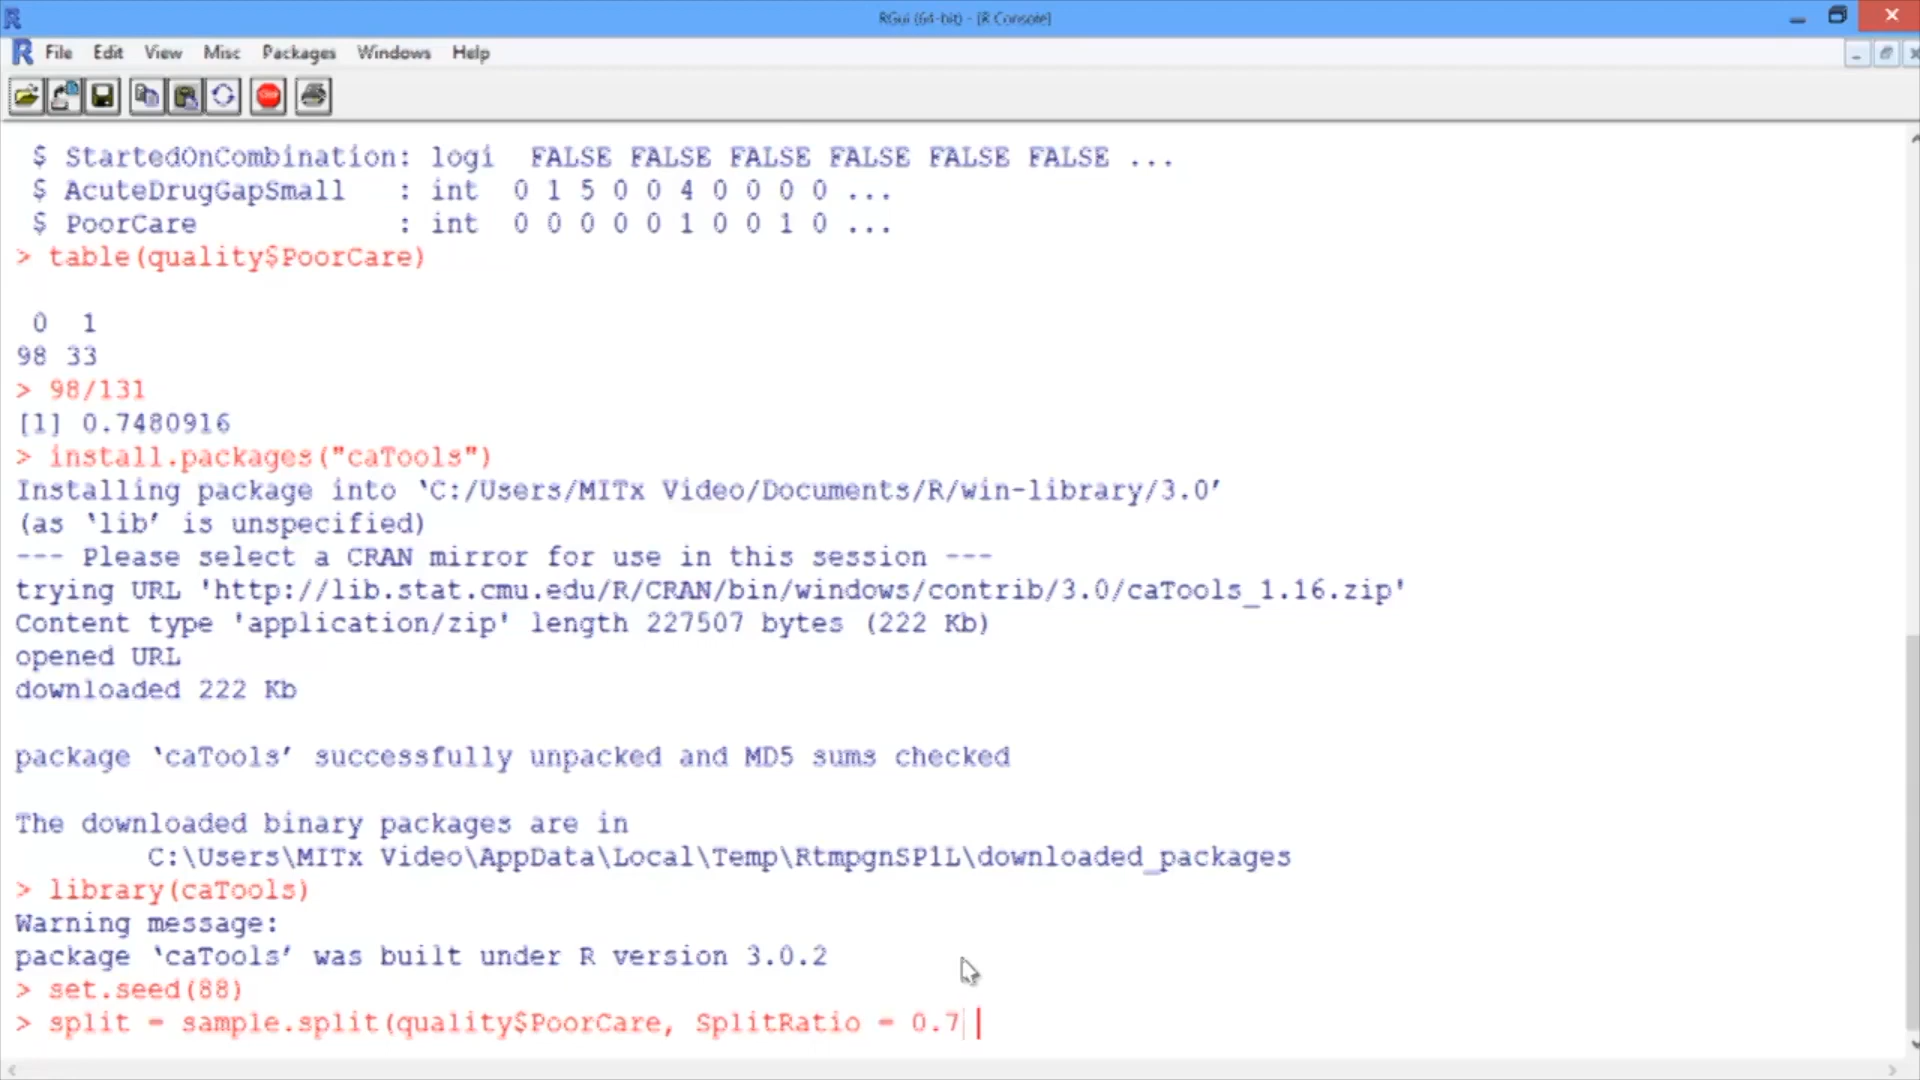 RGui (64-bit) - [R Console]
File Edit View Misc Packages Windows Help
$ StartedOnCombination: logi FALSE FALSE FALSE FALSE FALSE FALSE ...
$ AcuteDrugGapSmall : int 0 1 5 0 0 4 0 0 0 0 ...
$ PoorCare : int 0 0 0 0 0 1 0 0 1 0 ...
> table(quality$PoorCare)
0 1
98 33
> 98/131
[1] 0.7480916
> install.packages("caTools")
Installing package into ‘C:/Users/MITx Video/Documents/R/win-library/3.0’
(as ‘lib’ is unspecified)
--- Please select a CRAN mirror for use in this session ---
trying URL 'http://lib.stat.cmu.edu/R/CRAN/bin/windows/contrib/3.0/caTools_1.16.zip'
Content type 'application/zip' length 227507 bytes (222 Kb)
opened URL
downloaded 222 Kb
package ‘caTools’ successfully unpacked and MD5 sums checked
The downloaded binary packages are in
C:\Users\MITx Video\AppData\Local\Temp\RtmpgnSP1L\downloaded_packages
> library(caTools)
Warning message:
package ‘caTools’ was built under R version 3.0.2
> set.seed(88)
> split = sample.split(quality$PoorCare, SplitRatio = 0.7